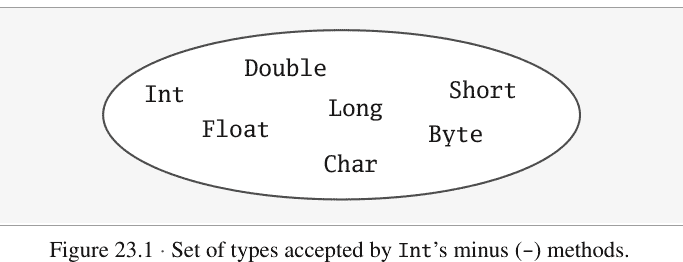 Double
Int
Short
Long
Float
Byte
Char
Figure 23.1 · Set of types accepted by Int's minus (-) methods.